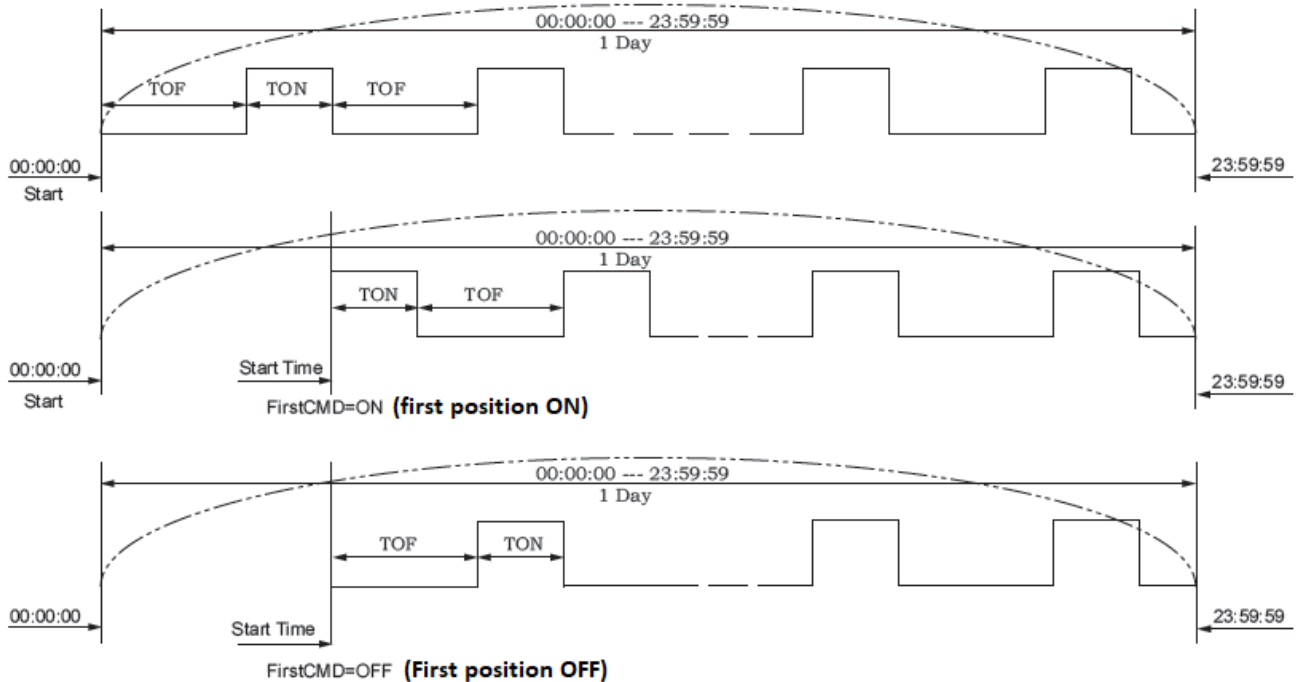 00:00:00 --- 23:59:59
1 Day
TOF
TON
TOF
00:00:00
Start
23:59:59
00:00:00 --- 23:59:59
1 Day
TON
TOF
00:00:00
Start
Start Time
23:59:59
FirstCMD=ON (first position ON)
00:00:00 --- 23:59:59
1 Day
TOF
TON
00:00:00
Start Time
23:59:59
FirstCMD=OFF (First position OFF)